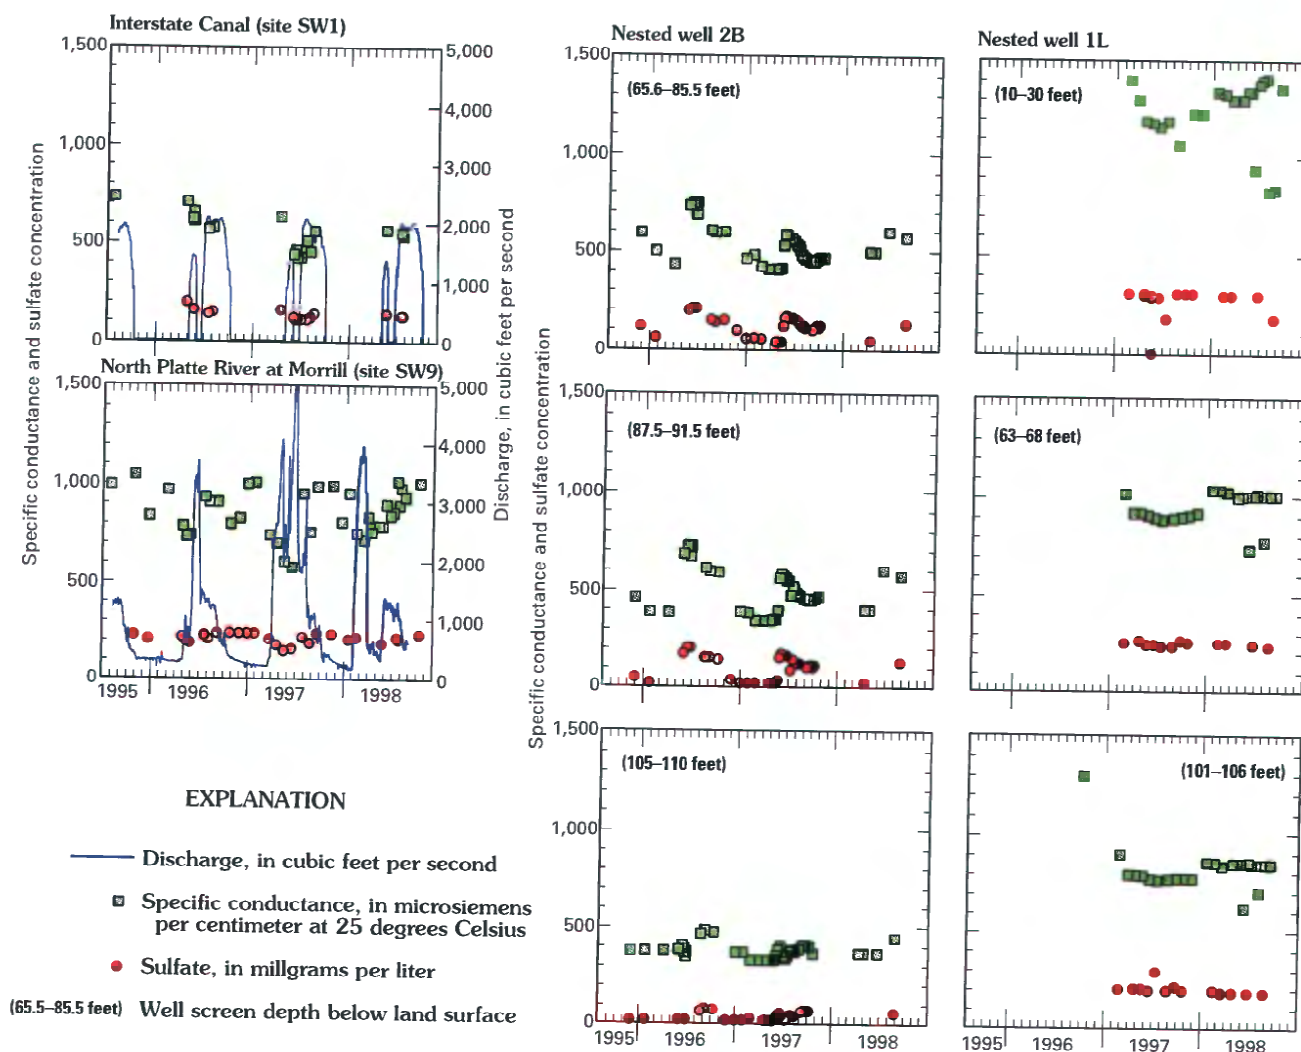 Interstate Canal (site SW1)
1,500
1,000
500
0
5,000
4,000
3,000
2,000
1,000
0
North Platte River at Morrill (site SW9)
1,500
1,000
500
0
5,000
4,000
3,000
2,000
1,000
0
1995 1996 1997 1998
Specific conductance and sulfate concentration
Discharge, in cubic feet per second
EXPLANATION
Discharge, in cubic feet per second
Specific conductance, in microsiemens
per centimeter at 25 degrees Celsius
Sulfate, in millgrams per liter
(65.5–85.5 feet) Well screen depth below land surface
Nested well 2B
1,500
1,000
500
0
(65.6–85.5 feet)
1,500
1,000
500
0
(87.5–91.5 feet)
1,500
1,000
500
0
(105–110 feet)
1995 1996 1997 1998
Specific conductance and sulfate concentration
Nested well 1L
(10–30 feet)
(63–68 feet)
(101–106 feet)
1995 1996 1997 1998